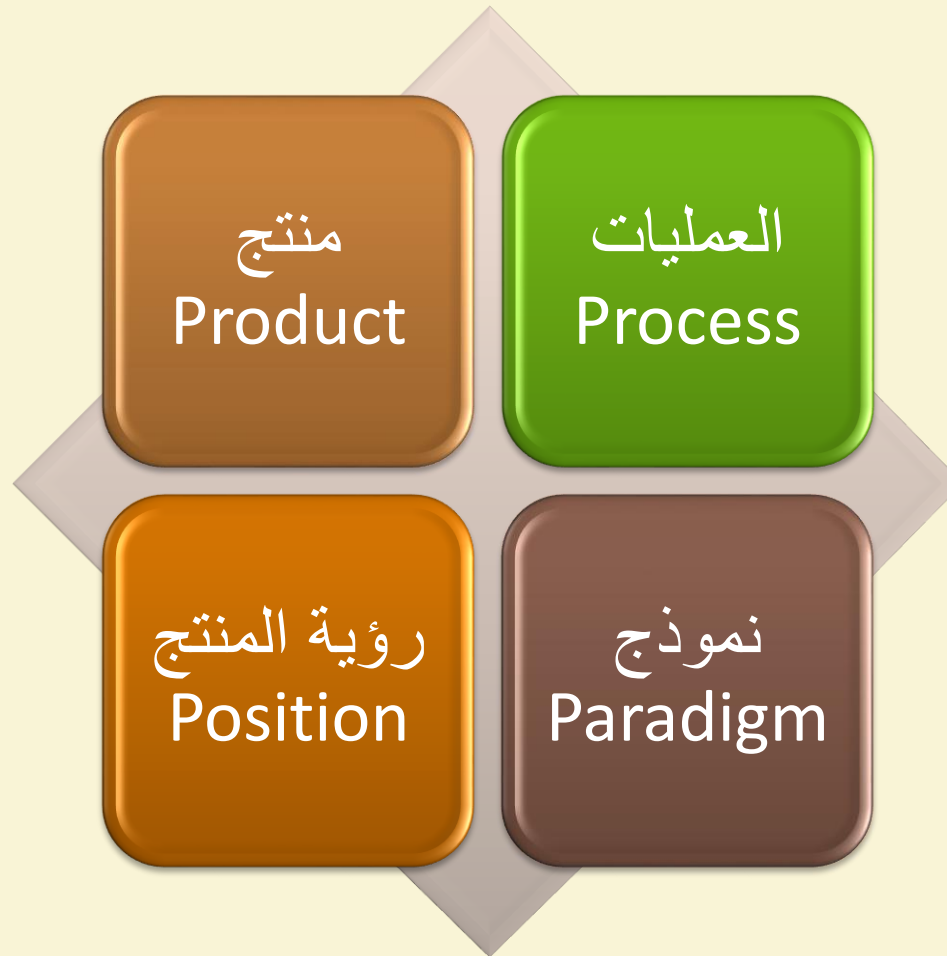 منتج
Product
العمليات
Process
رؤية المنتج
Position
نموذج
Paradigm